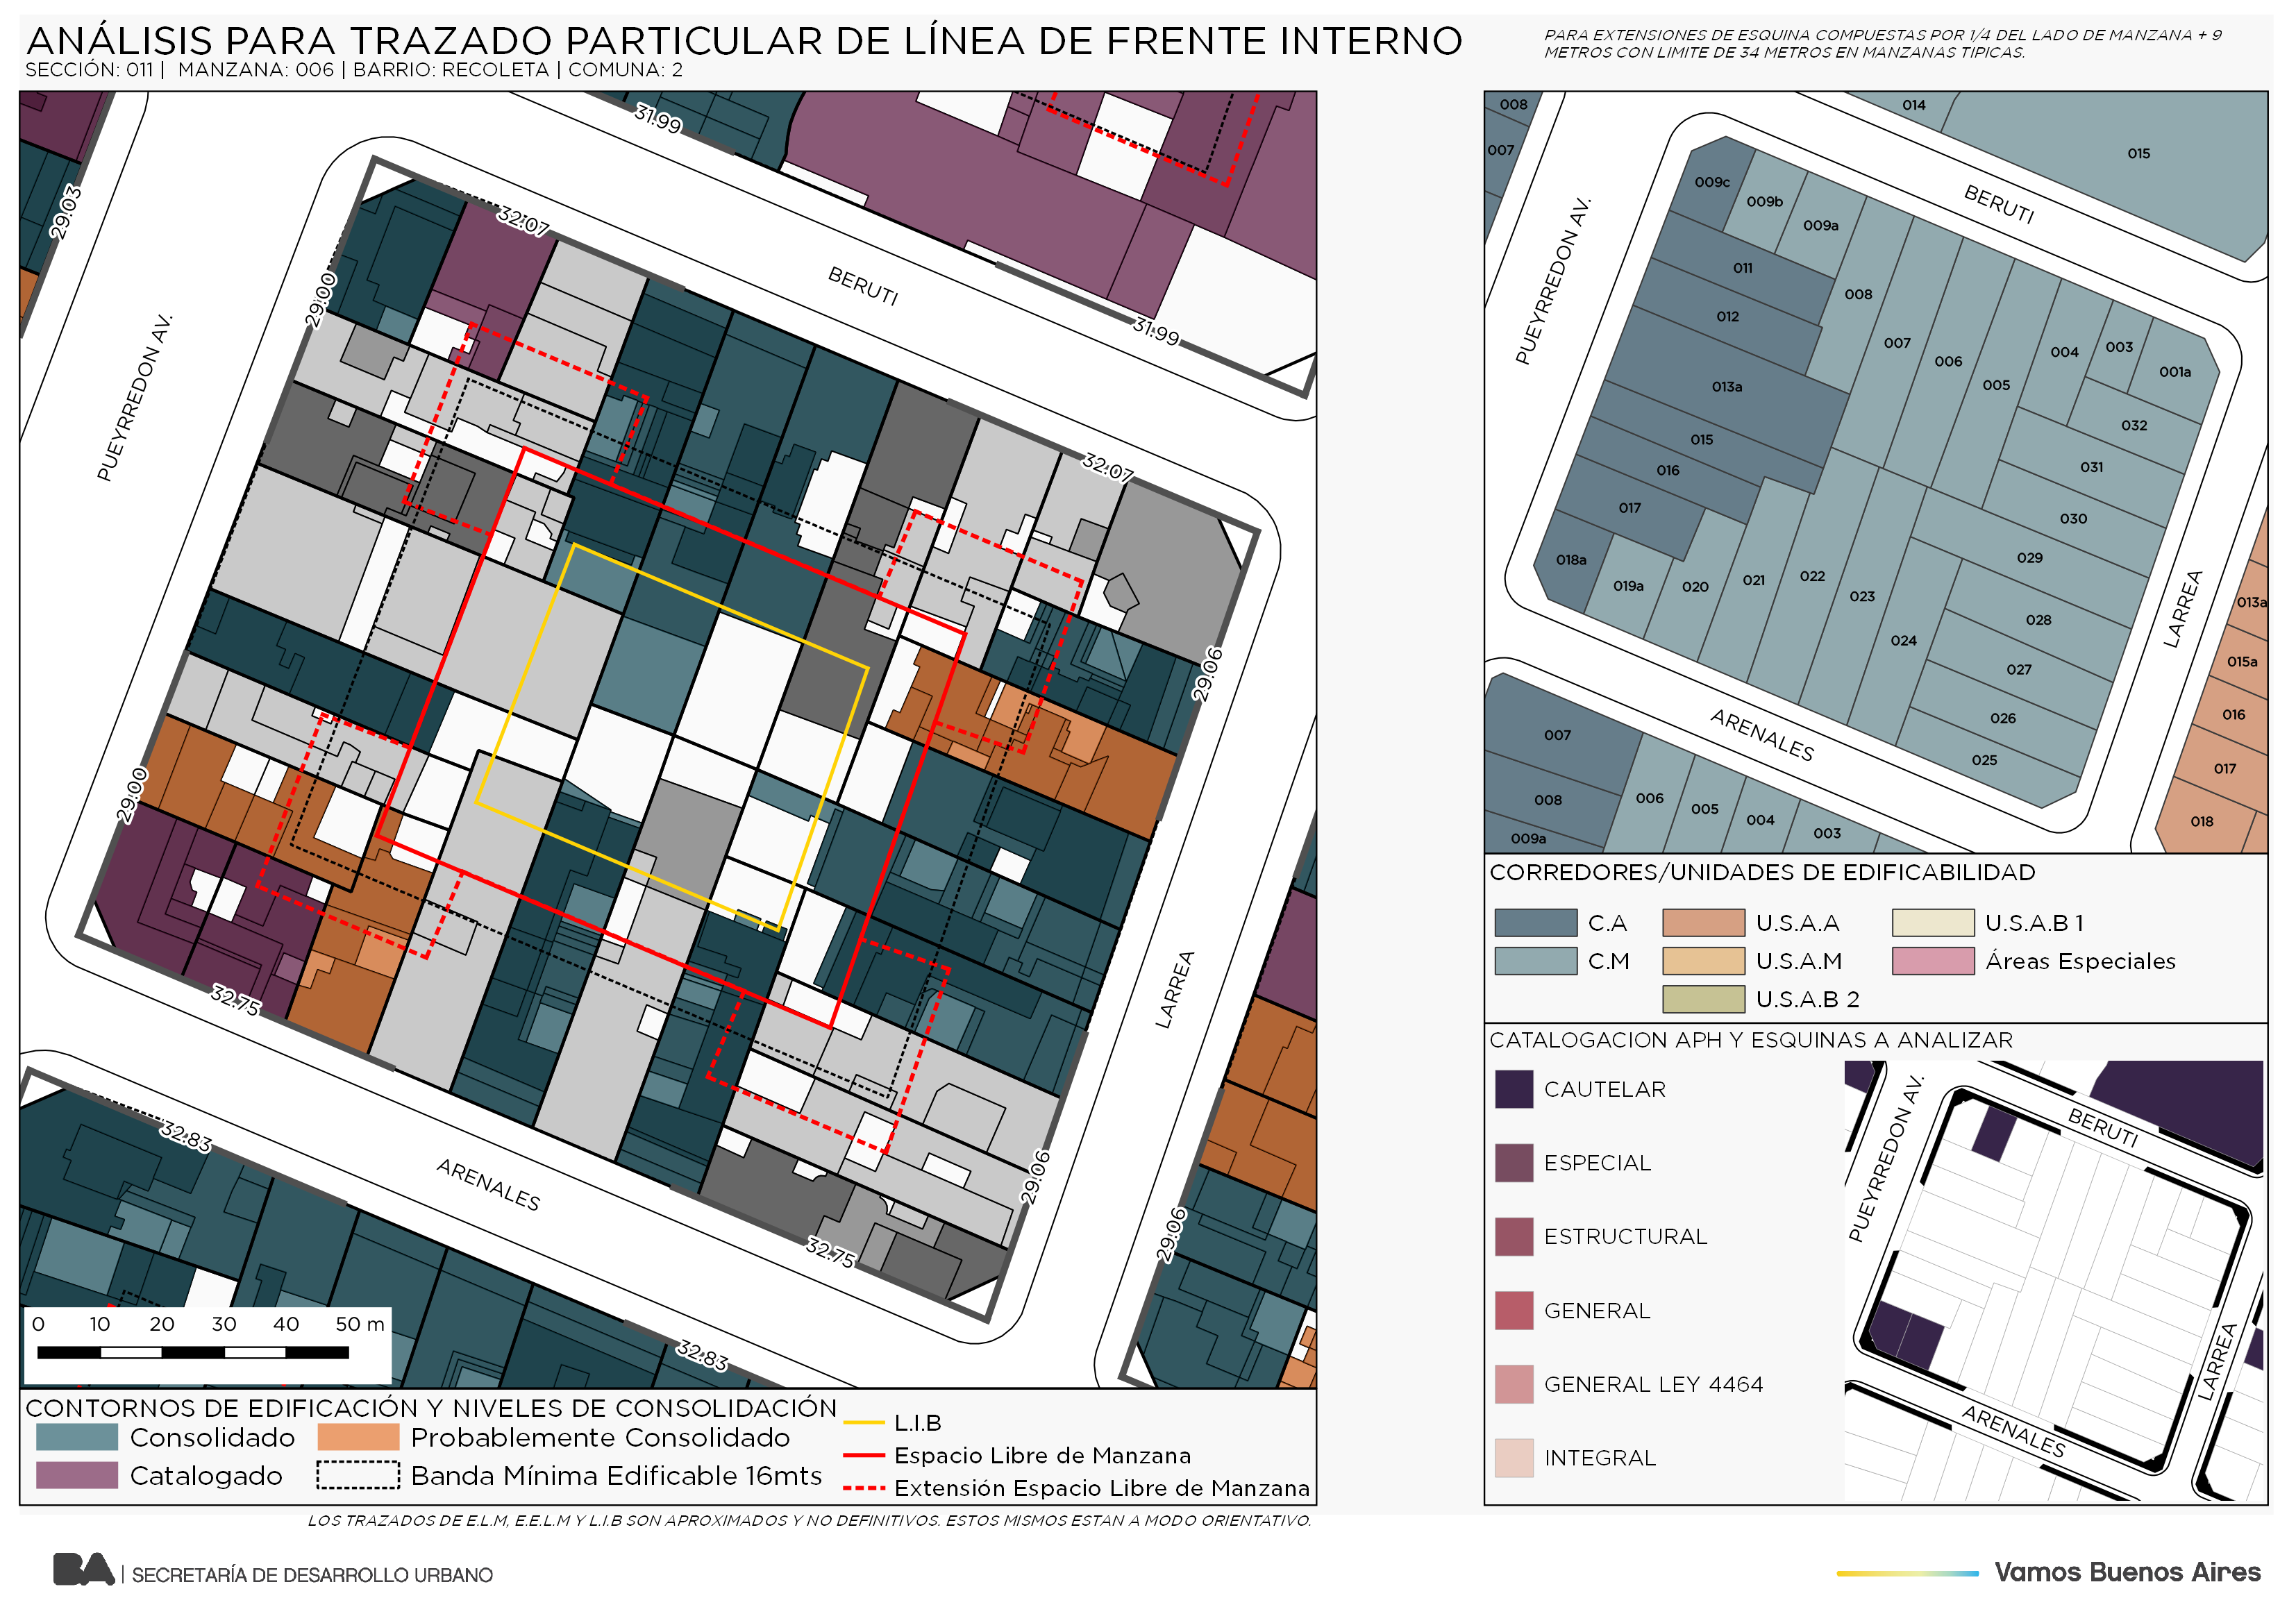 ANÁLISIS PARA TRAZADO PARTICULAR DE LÍNEA DE FRENTE INTERNO
SECCIÓN: 011 | MANZANA: 006 | BARRIO: RECOLETA | COMUNA: 2
PARA EXTENSIONES DE ESQUINA COMPUESTAS POR 1/4 DEL LADO DE MANZANA + 9
METROS CON LIMITE DE 34 METROS EN MANZANAS TIPICAS.
31.99
29.03
32.07
BERUTI
29.00
31.99
PUEYRREDON AV.
32.07
29.06
29.00
LARREA
32.75
29.06
32.83
ARENALES
32.75
29.06
32.83
0 10 20 30 40 50 m
CONTORNOS DE EDIFICACIÓN Y NIVELES DE CONSOLIDACIÓN
Consolidado
Probablemente Consolidado
Catalogado
Banda Mínima Edificable 16mts
L.I.B
Espacio Libre de Manzana
Extensión Espacio Libre de Manzana
LOS TRAZADOS DE E.L.M, E.E.L.M Y L.I.B SON APROXIMADOS Y NO DEFINITIVOS. ESTOS MISMOS ESTAN A MODO ORIENTATIVO.
008
014
007
015
009c
009b
009a
BERUTI
PUEYRREDON AV.
011
008
012
007
006
004
003
001a
013a
005
032
015
016
031
017
030
018a
019a
020
021
022
023
029
013a
028
024
LARREA
027
015a
026
016
025
017
018
ARENALES
007
008
009a
006
005
004
003
CORREDORES/UNIDADES DE EDIFICABILIDAD
C.A
U.S.A.A
U.S.A.B 1
C.M
U.S.A.M
Áreas Especiales
U.S.A.B 2
CATALOGACION APH Y ESQUINAS A ANALIZAR
CAUTELAR
ESPECIAL
ESTRUCTURAL
GENERAL
GENERAL LEY 4464
INTEGRAL
PUEYRREDON AV.
BERUTI
LARREA
ARENALES
BA | SECRETARÍA DE DESARROLLO URBANO
Vamos Buenos Aires